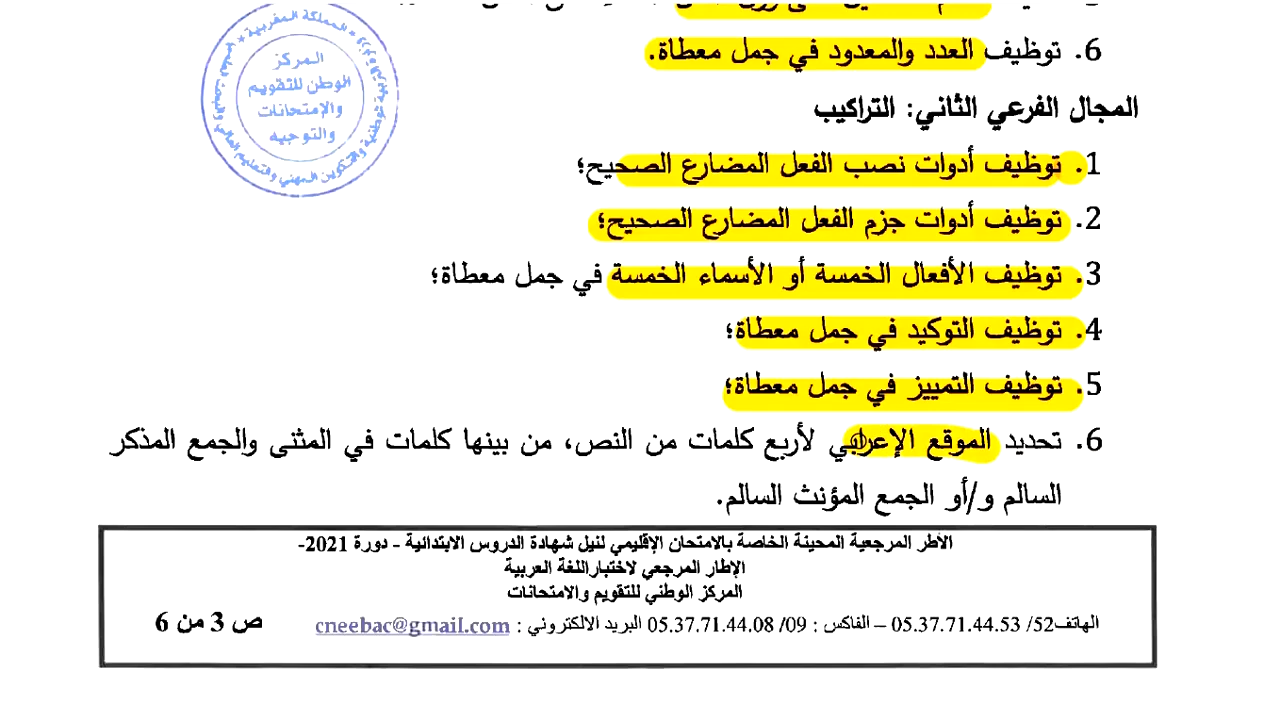 6. توظيف العدد والمعدود في جمل معطاة.
المملكة المغربية
المركز
الوطني للتقويم
والامتحانات
والتوجيه
المجال الفرعي الثاني: التراكيب
1. توظيف أدوات نصب الفعل المضارع الصحيح؛
2. توظيف أدوات جزم الفعل المضارع الصحيح؛
3. توظيف الأفعال الخمسة أو الأسماء الخمسة في جمل معطاة؛
4. توظيف التوكيد في جمل معطاة؛
5. توظيف التمييز في جمل معطاة؛
6. تحديد الموقع الإعرابي لأربع كلمات من النص، من بينها كلمات في المثنى والجمع المذكر
السالم و/أو الجمع المؤنث السالم.
الأطر المرجعية المحينة الخاصة بالامتحان الإقليمي لنيل شهادة الدروس الابتدائية - دورة 2021-
الإطار المرجعي لاختبار اللغة العربية
المركز الوطني للتقويم والامتحانات
الهاتف 52/ 05.37.71.44.53 – الفاكس : 09/ 05.37.71.44.08 البريد الالكتروني : cneebac@gmail.com ص 3 من 6